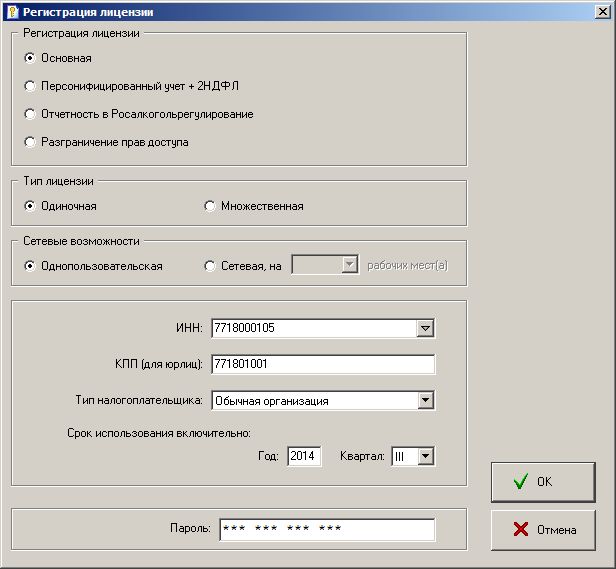 Регистрация лицензии
Регистрация лицензии
Основная
Персонифицированный учет + 2НДФЛ
Отчетность в Росалкогольрегулирование
Разграничение прав доступа
Тип лицензии
Одиночная Множественная
Сетевые возможности
Однопользовательская Сетевая, на рабочих мест(а)
ИНН: 7718000105
КПП (для юрлиц): 771801001
Тип налогоплательщика: Обычная организация
Срок использования включительно:
Год: 2014 Квартал: III
OK
Пароль: *** *** *** ***
Отмена